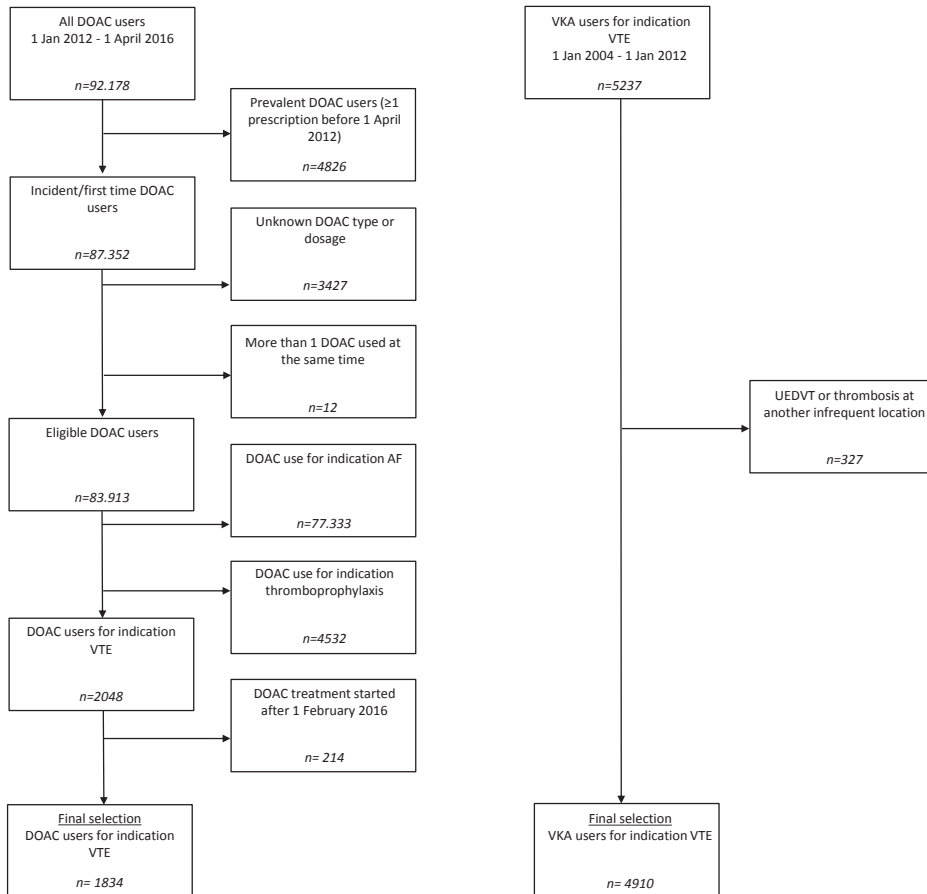 All DOAC users
1 Jan 2012 - 1 April 2016
n=92.178
Prevalent DOAC users (≥1
prescription before 1 April
2012)
n=4826
Incident/first time DOAC
users
n=87.352
Unknown DOAC type or
dosage
n=3427
More than 1 DOAC used at
the same time
n=12
Eligible DOAC users
n=83.913
DOAC use for indication AF
n=77.333
DOAC use for indication
thromboprophylaxis
n=4532
DOAC users for indication
VTE
n=2048
DOAC treatment started
after 1 February 2016
n= 214
Final selection
DOAC users for indication
VTE
n= 1834
VKA users for indication
VTE
1 Jan 2004 - 1 Jan 2012
n=5237
UEDVT or thrombosis at
another infrequent location
n=327
Final selection
VKA users for indication VTE
n= 4910